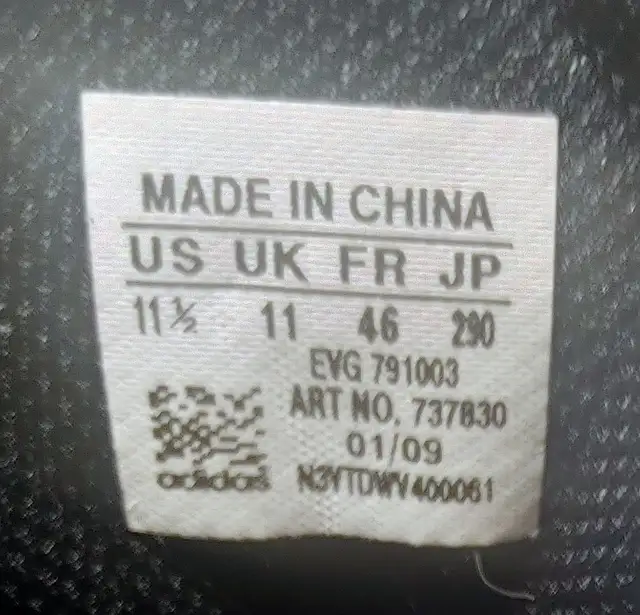 MADE IN CHINA
US UK FR JP
11½ 11 46 290
EVG 791003
ART NO. 737830
01/09
adidas N3YTDWV400061